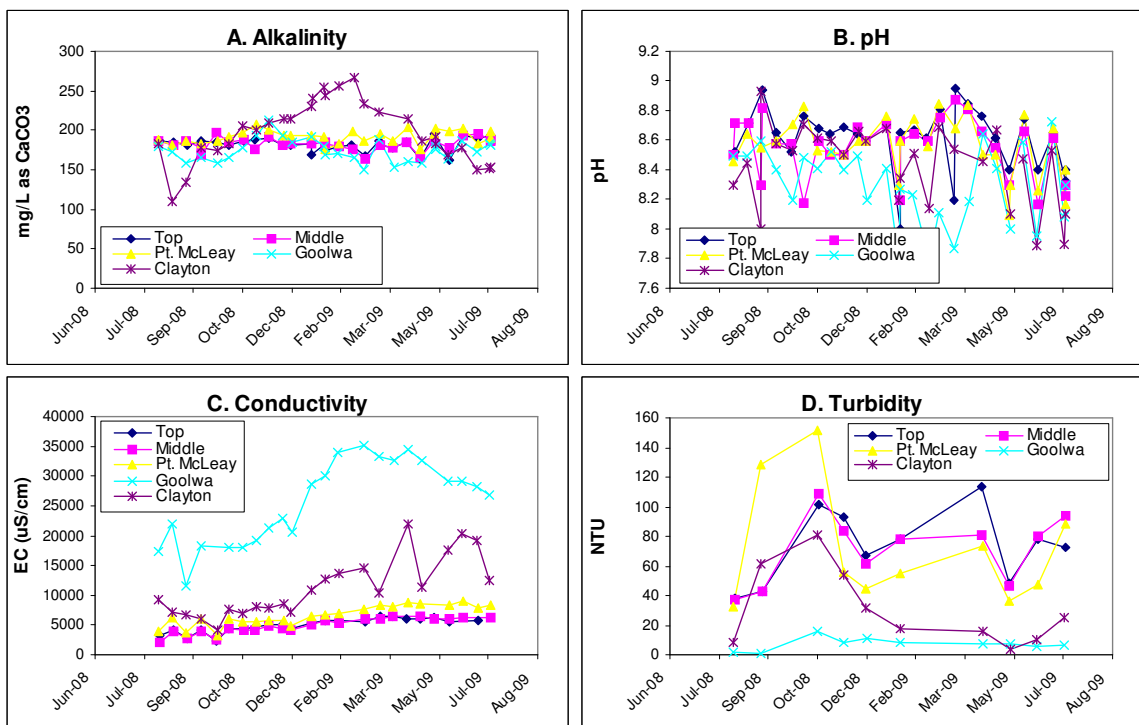 A. Alkalinity
mg/L as CaCO3
300
250
200
150
100
50
0
Top
Middle
Pt. McLeay
Goolwa
Clayton
Jun-08
Jul-08
Sep-08
Oct-08
Dec-08
Feb-09
Mar-09
May-09
Jul-09
Aug-09
B. pH
pH
9.2
9
8.8
8.6
8.4
8.2
8
7.8
7.6
Top
Middle
Pt. McLeay
Goolwa
Clayton
Jun-08
Jul-08
Sep-08
Oct-08
Dec-08
Feb-09
Mar-09
May-09
Jul-09
Aug-09
C. Conductivity
EC (uS/cm)
40000
35000
30000
25000
20000
15000
10000
5000
0
Top
Middle
Pt. McLeay
Goolwa
Clayton
Jun-08
Jul-08
Sep-08
Oct-08
Dec-08
Feb-09
Mar-09
May-09
Jul-09
Aug-09
D. Turbidity
NTU
160
140
120
100
80
60
40
20
0
Top
Middle
Pt. McLeay
Goolwa
Clayton
Jun-08
Jul-08
Sep-08
Oct-08
Dec-08
Feb-09
Mar-09
May-09
Jul-09
Aug-09